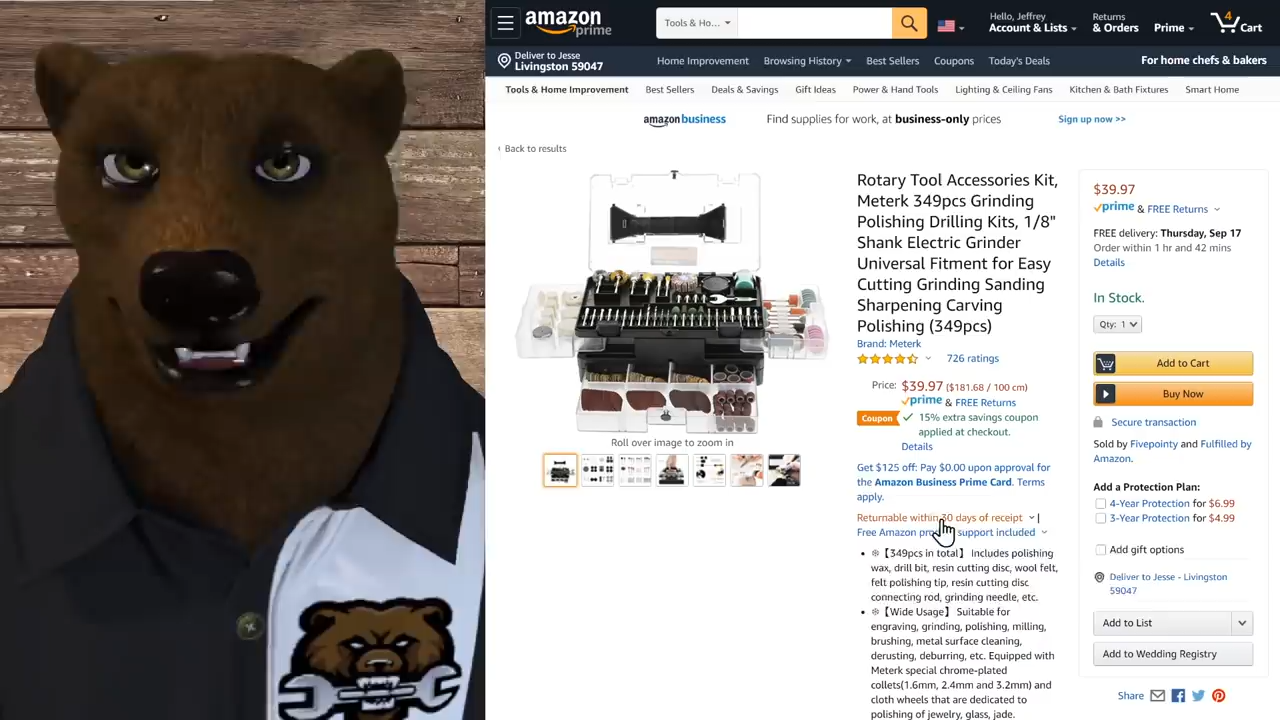 amazon
prime
Tools & Ho...
Hello, Jeffrey
Account & Lists
Returns
& Orders
Prime
4
Cart
Deliver to Jesse
Livingston 59047
Home Improvement
Browsing History
Best Sellers
Coupons
Today's Deals
For home chefs & bakers
Tools & Home Improvement
Best Sellers
Deals & Savings
Gift Ideas
Power & Hand Tools
Lighting & Ceiling Fans
Kitchen & Bath Fixtures
Smart Home
amazon business
Find supplies for work, at business-only prices
Sign up now >>
‹ Back to results
Rotary Tool Accessories Kit,
Meterk 349pcs Grinding
Polishing Drilling Kits, 1/8"
Shank Electric Grinder
Universal Fitment for Easy
Cutting Grinding Sanding
Sharpening Carving
Polishing (349pcs)
Brand: Meterk
726 ratings
Price: $39.97 ($181.68 / 100 cm)
prime & FREE Returns
Coupon
15% extra savings coupon
applied at checkout.
Details
Get $125 off: Pay $0.00 upon approval for
the Amazon Business Prime Card. Terms
apply.
Returnable within 30 days of receipt |
Free Amazon support included
• ❄【349pcs in total】 Includes polishing
wax, drill bit, resin cutting disc, wool felt,
felt polishing tip, resin cutting disc
connecting rod, grinding needle, etc.
• ❄【Wide Usage】 Suitable for
engraving, grinding, polishing, milling,
brushing, metal surface cleaning,
derusting, deburring, etc. Equipped with
Meterk special chrome-plated
collets(1.6mm, 2.4mm and 3.2mm) and
cloth wheels that are dedicated to
polishing of jewelry, glass, jade.
Roll over image to zoom in
$39.97
prime & FREE Returns
FREE delivery: Thursday, Sep 17
Order within 1 hr and 42 mins
Details
In Stock.
Qty: 1
Add to Cart
Buy Now
Secure transaction
Sold by Fivepointy and Fulfilled by
Amazon.
Add a Protection Plan:
4-Year Protection for $6.99
3-Year Protection for $4.99
Add gift options
Deliver to Jesse - Livingston
59047
Add to List
Add to Wedding Registry
Share